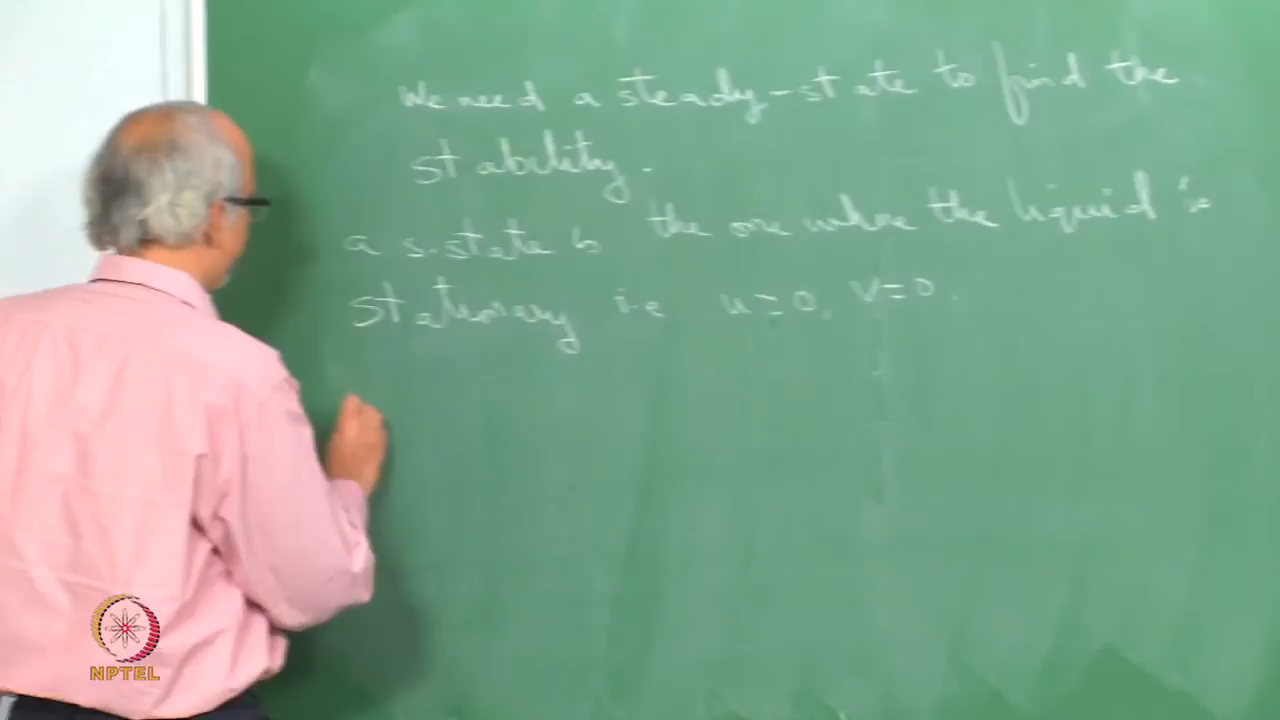 We need a steady-state to find the
stability.
a s.state is the one where the liquid is
stationary i.e u=0, v=0.
NPTEL